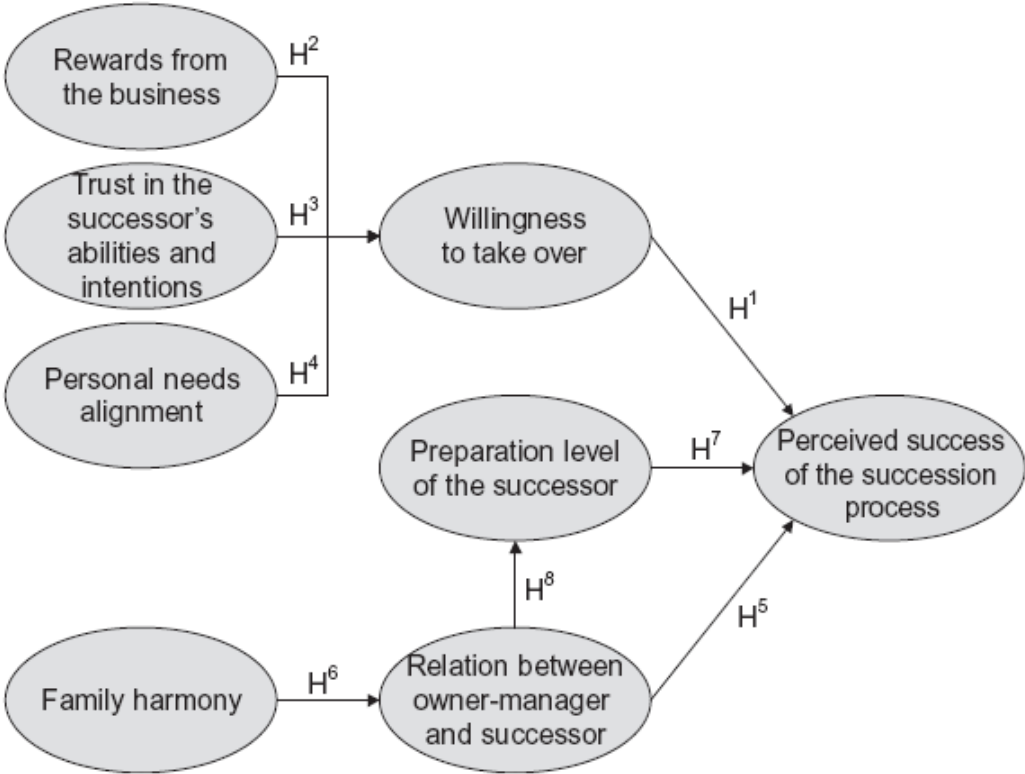 Rewards from
the business
H²
Trust in the
successor's
abilities and
intentions
H³
Personal needs
alignment
H⁴
Willingness
to take over
H¹
Preparation level
of the successor
H⁷
Perceived success
of the succession
process
H⁸
H⁵
Family harmony
H⁶
Relation between
owner-manager
and successor